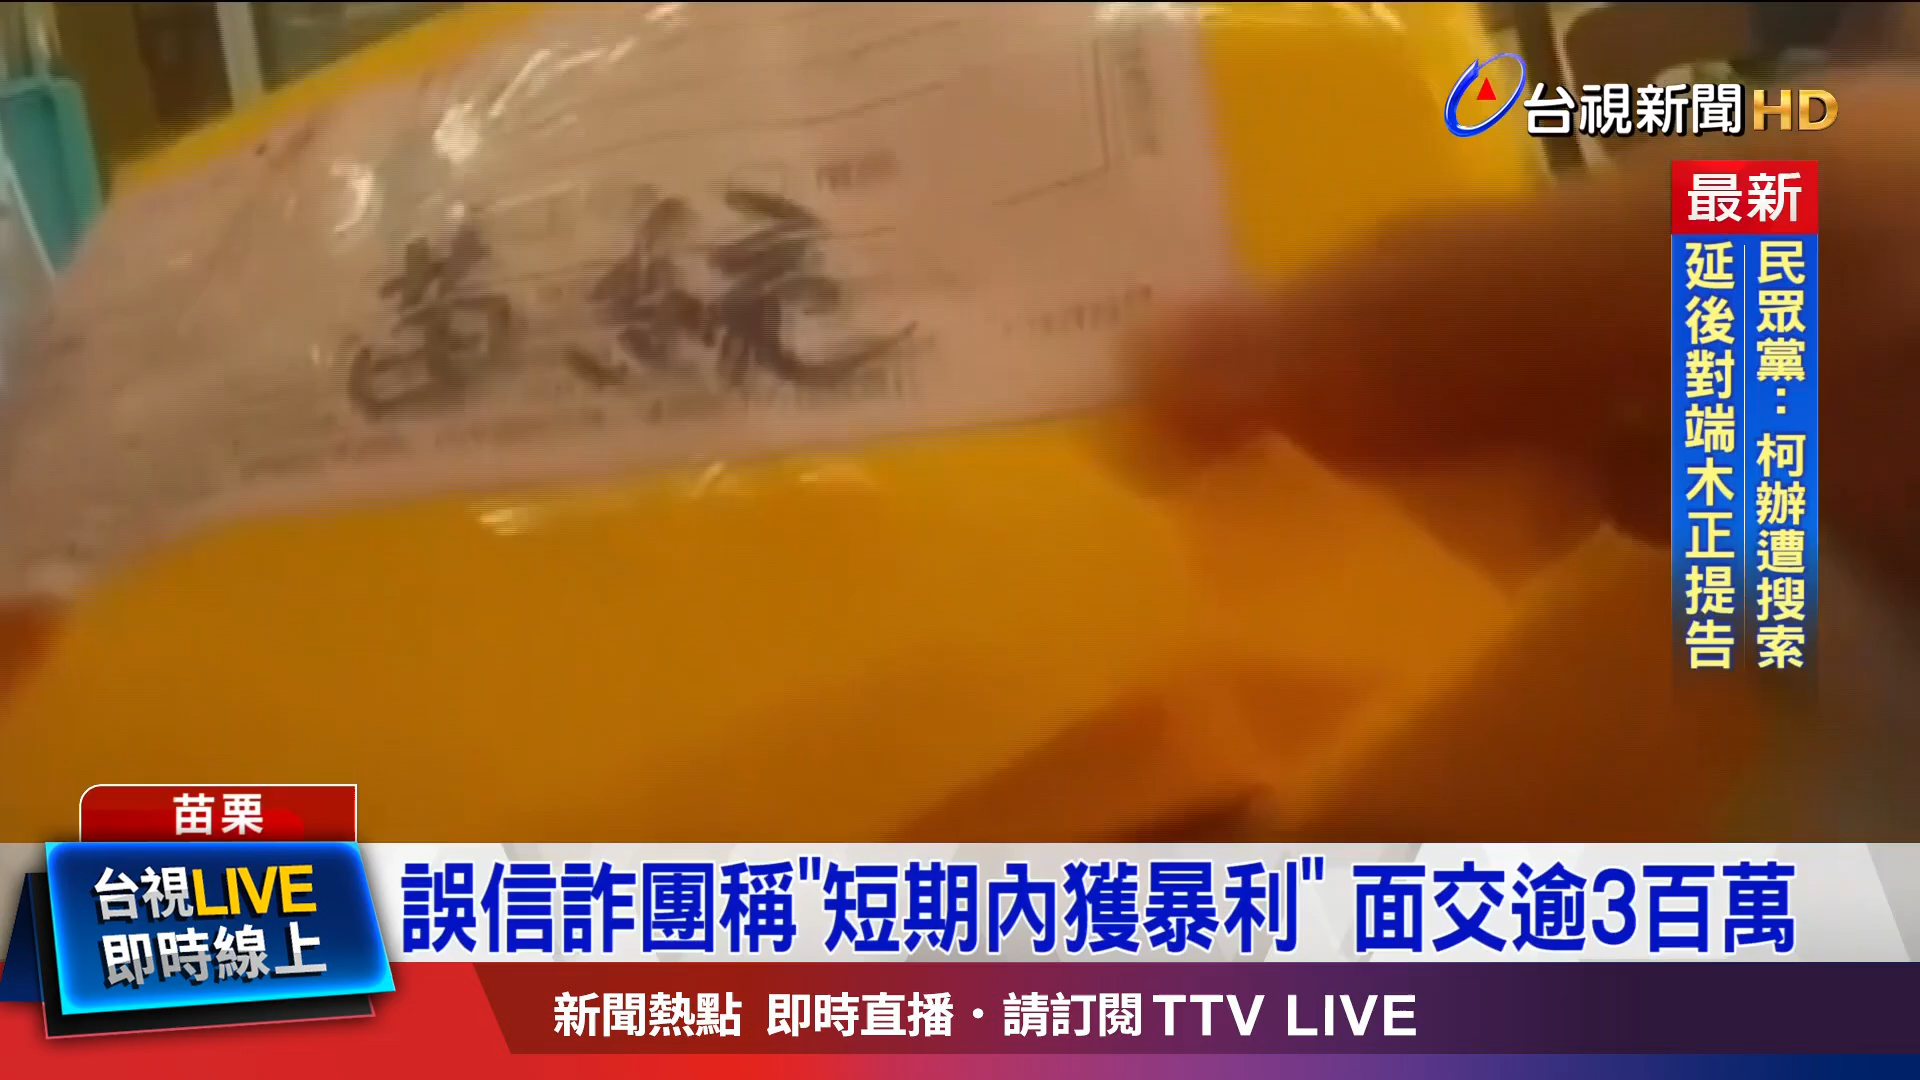 台視新聞HD
最新
民眾黨：柯辦遭搜索
延後對端木正提告
苗栗
台視LIVE
即時線上
誤信詐團稱"短期內獲暴利" 面交逾3百萬
新聞熱點 即時直播·請訂閱TTV LIVE